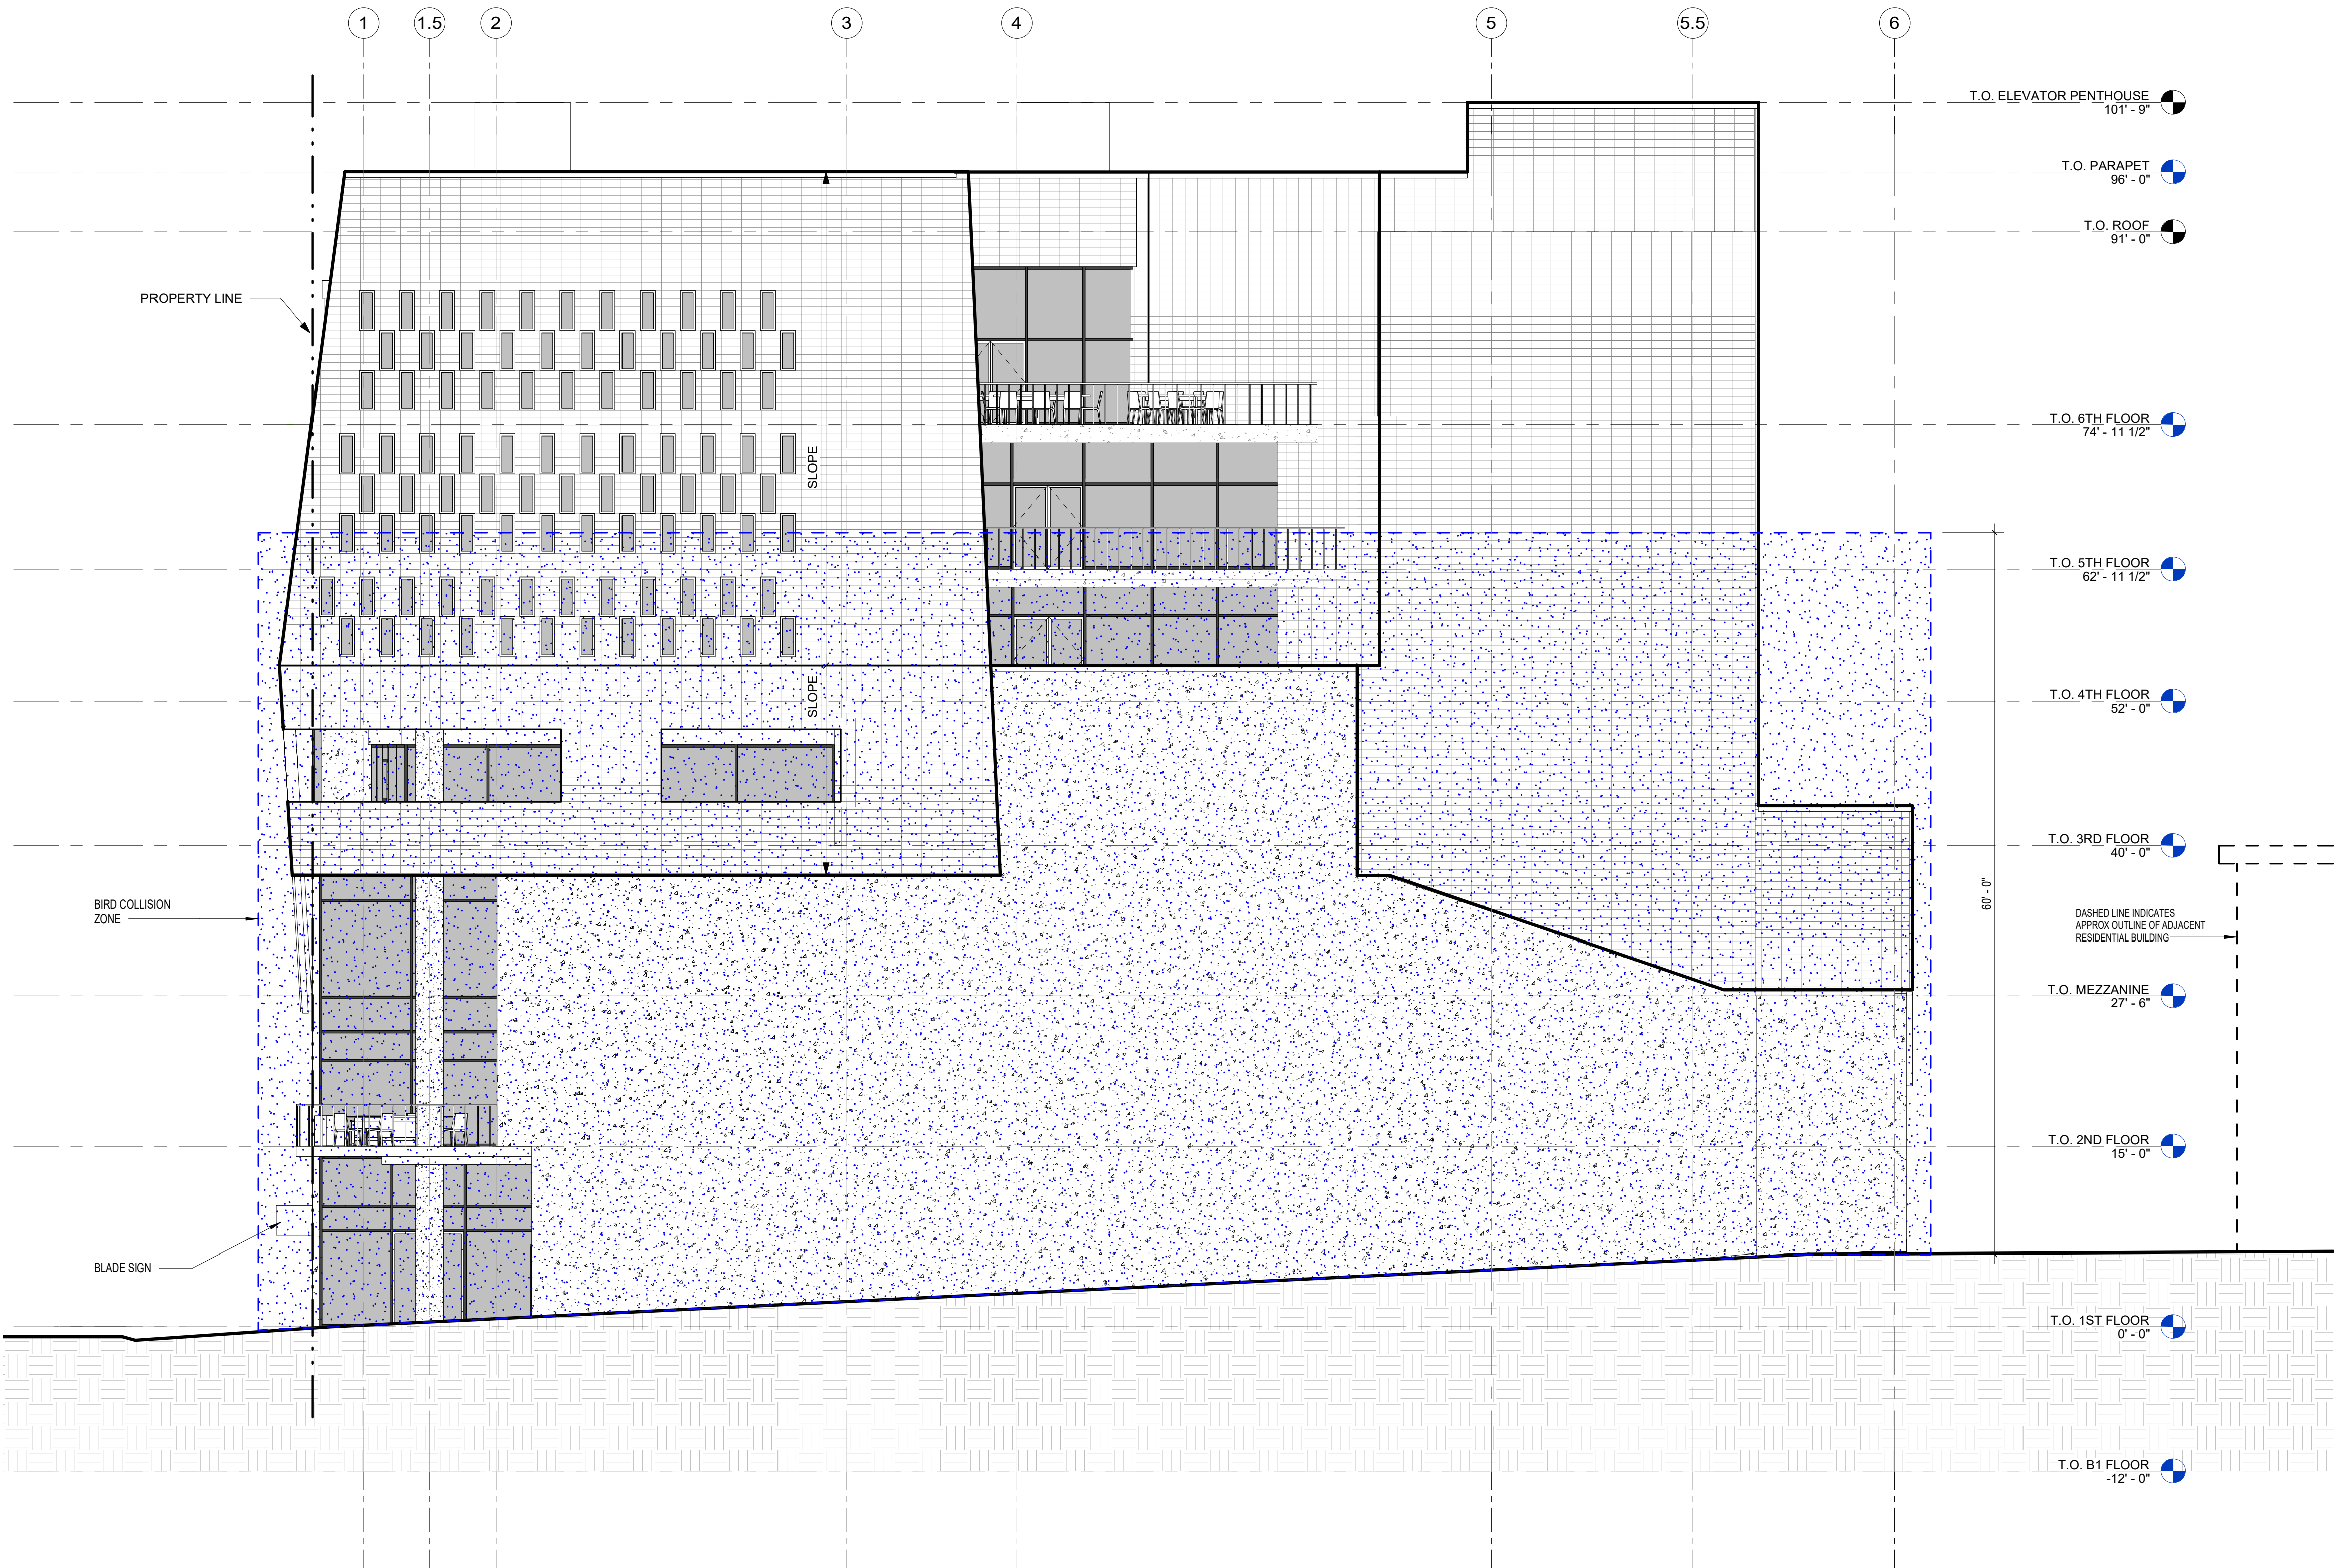 1
1.5
2
3
4
5
5.5
6
T.O. ELEVATOR PENTHOUSE
101' - 9"
T.O. PARAPET
96' - 0"
T.O. ROOF
91' - 0"
PROPERTY LINE
T.O. 6TH FLOOR
74' - 11 1/2"
SLOPE
T.O. 5TH FLOOR
62' - 11 1/2"
SLOPE
T.O. 4TH FLOOR
52' - 0"
T.O. 3RD FLOOR
40' - 0"
60' - 0"
BIRD COLLISION
ZONE
DASHED LINE INDICATES
APPROX OUTLINE OF ADJACENT
RESIDENTIAL BUILDING
T.O. MEZZANINE
27' - 6"
T.O. 2ND FLOOR
15' - 0"
BLADE SIGN
T.O. 1ST FLOOR
0' - 0"
T.O. B1 FLOOR
-12' - 0"